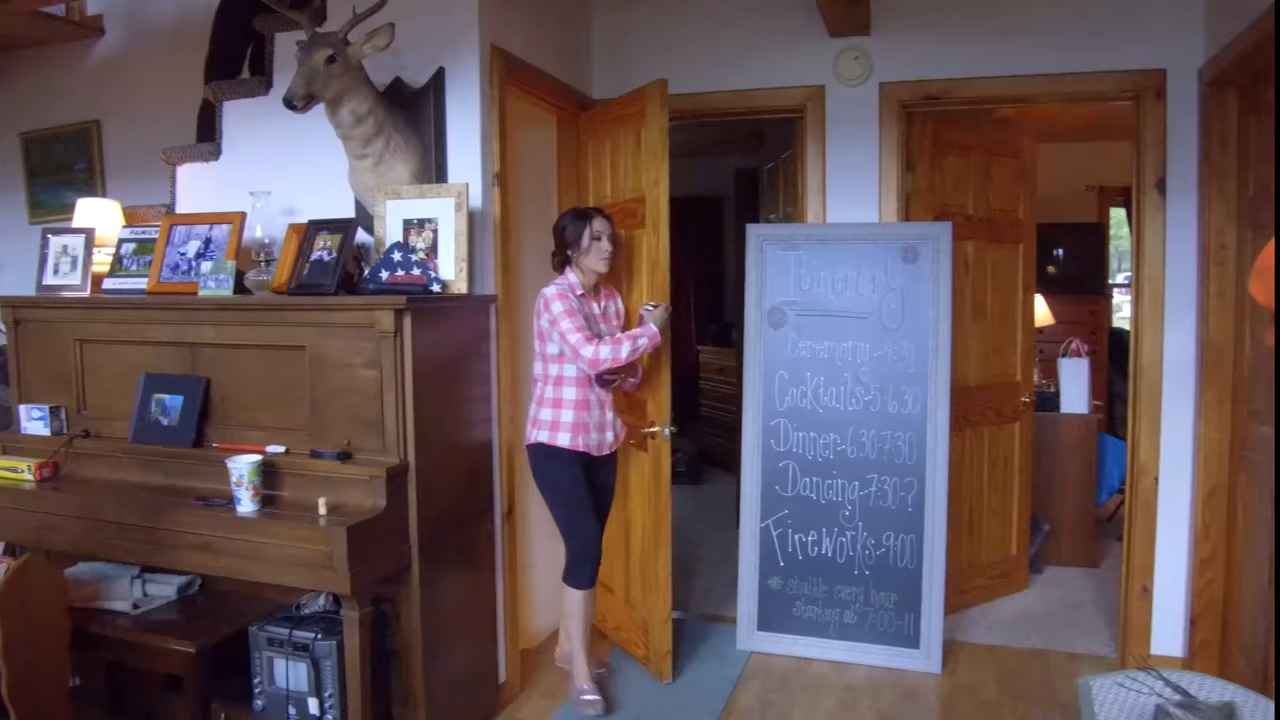 FAMILY
Itinerary
Ceremony-4:31
Cocktails-5-6:30
Dinner-6:30-7:30
Dancing-7:30-?
Fireworks-9:00
*shuttle every hour
starting at 7:00-11